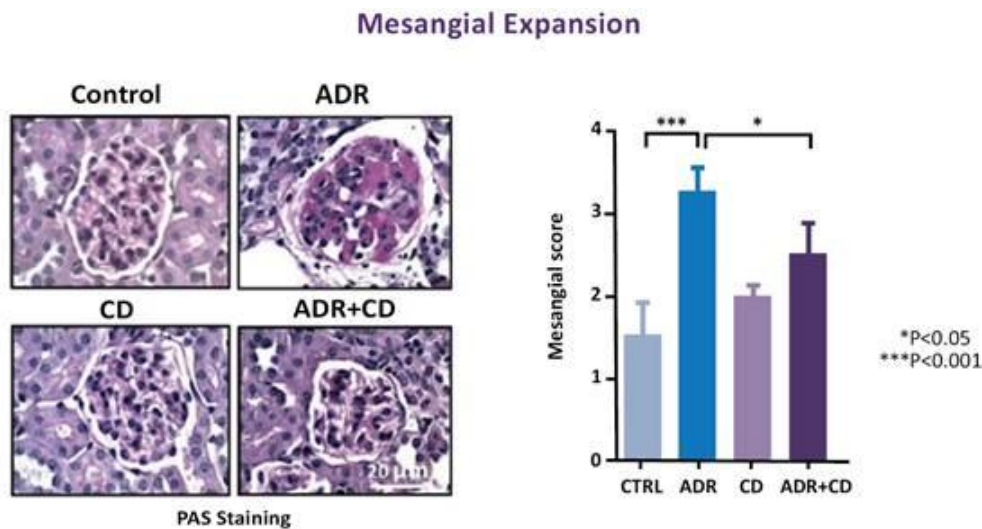 Mesangial Expansion
Control
ADR
CD
ADR+CD
20 µm
PAS Staining
Mesangial score
4
3
2
1
0
***
*
CTRL
ADR
CD
ADR+CD
*P<0.05
***P<0.001